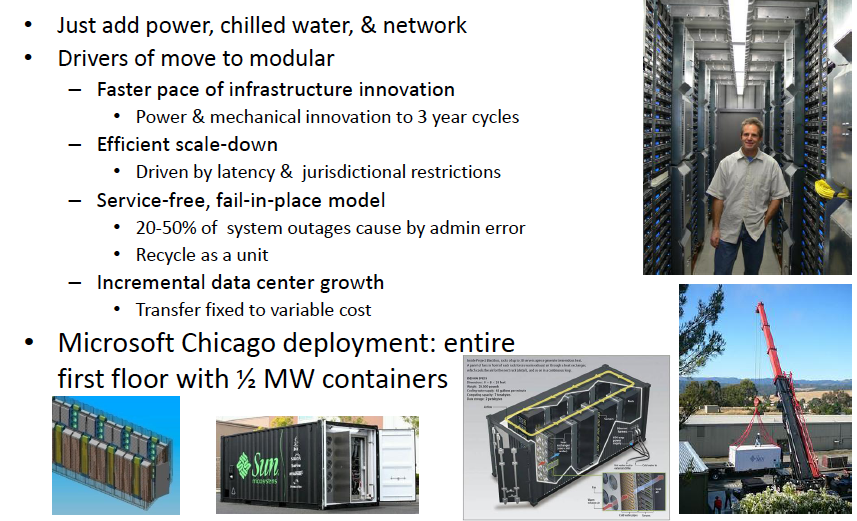 • Just add power, chilled water, & network
• Drivers of move to modular
– Faster pace of infrastructure innovation
• Power & mechanical innovation to 3 year cycles
– Efficient scale-down
• Driven by latency & jurisdictional restrictions
– Service-free, fail-in-place model
• 20-50% of system outages cause by admin error
• Recycle as a unit
– Incremental data center growth
• Transfer fixed to variable cost
• Microsoft Chicago deployment: entire
first floor with ½ MW containers
Sun
microsystems